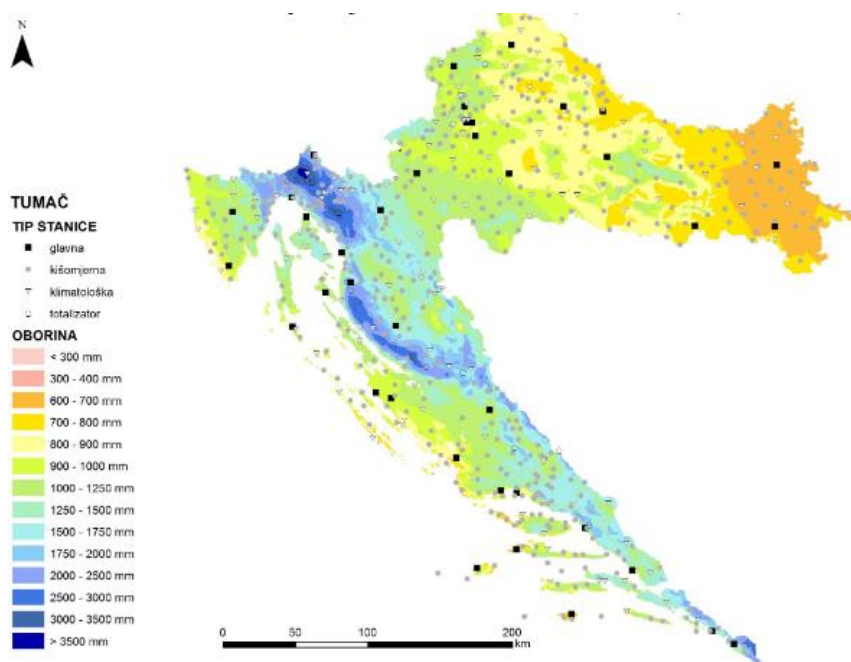 N
TUMAČ
TIP STANICE
glavna
kišomjerna
klimatološka
totalizator
OBORINA
< 300 mm
300 - 400 mm
600 - 700 mm
700 - 800 mm
800 - 900 mm
900 - 1000 mm
1000 - 1250 mm
1250 - 1500 mm
1500 - 1750 mm
1750 - 2000 mm
2000 - 2500 mm
2500 - 3000 mm
3000 - 3500 mm
> 3500 mm
0 50 100 200
km